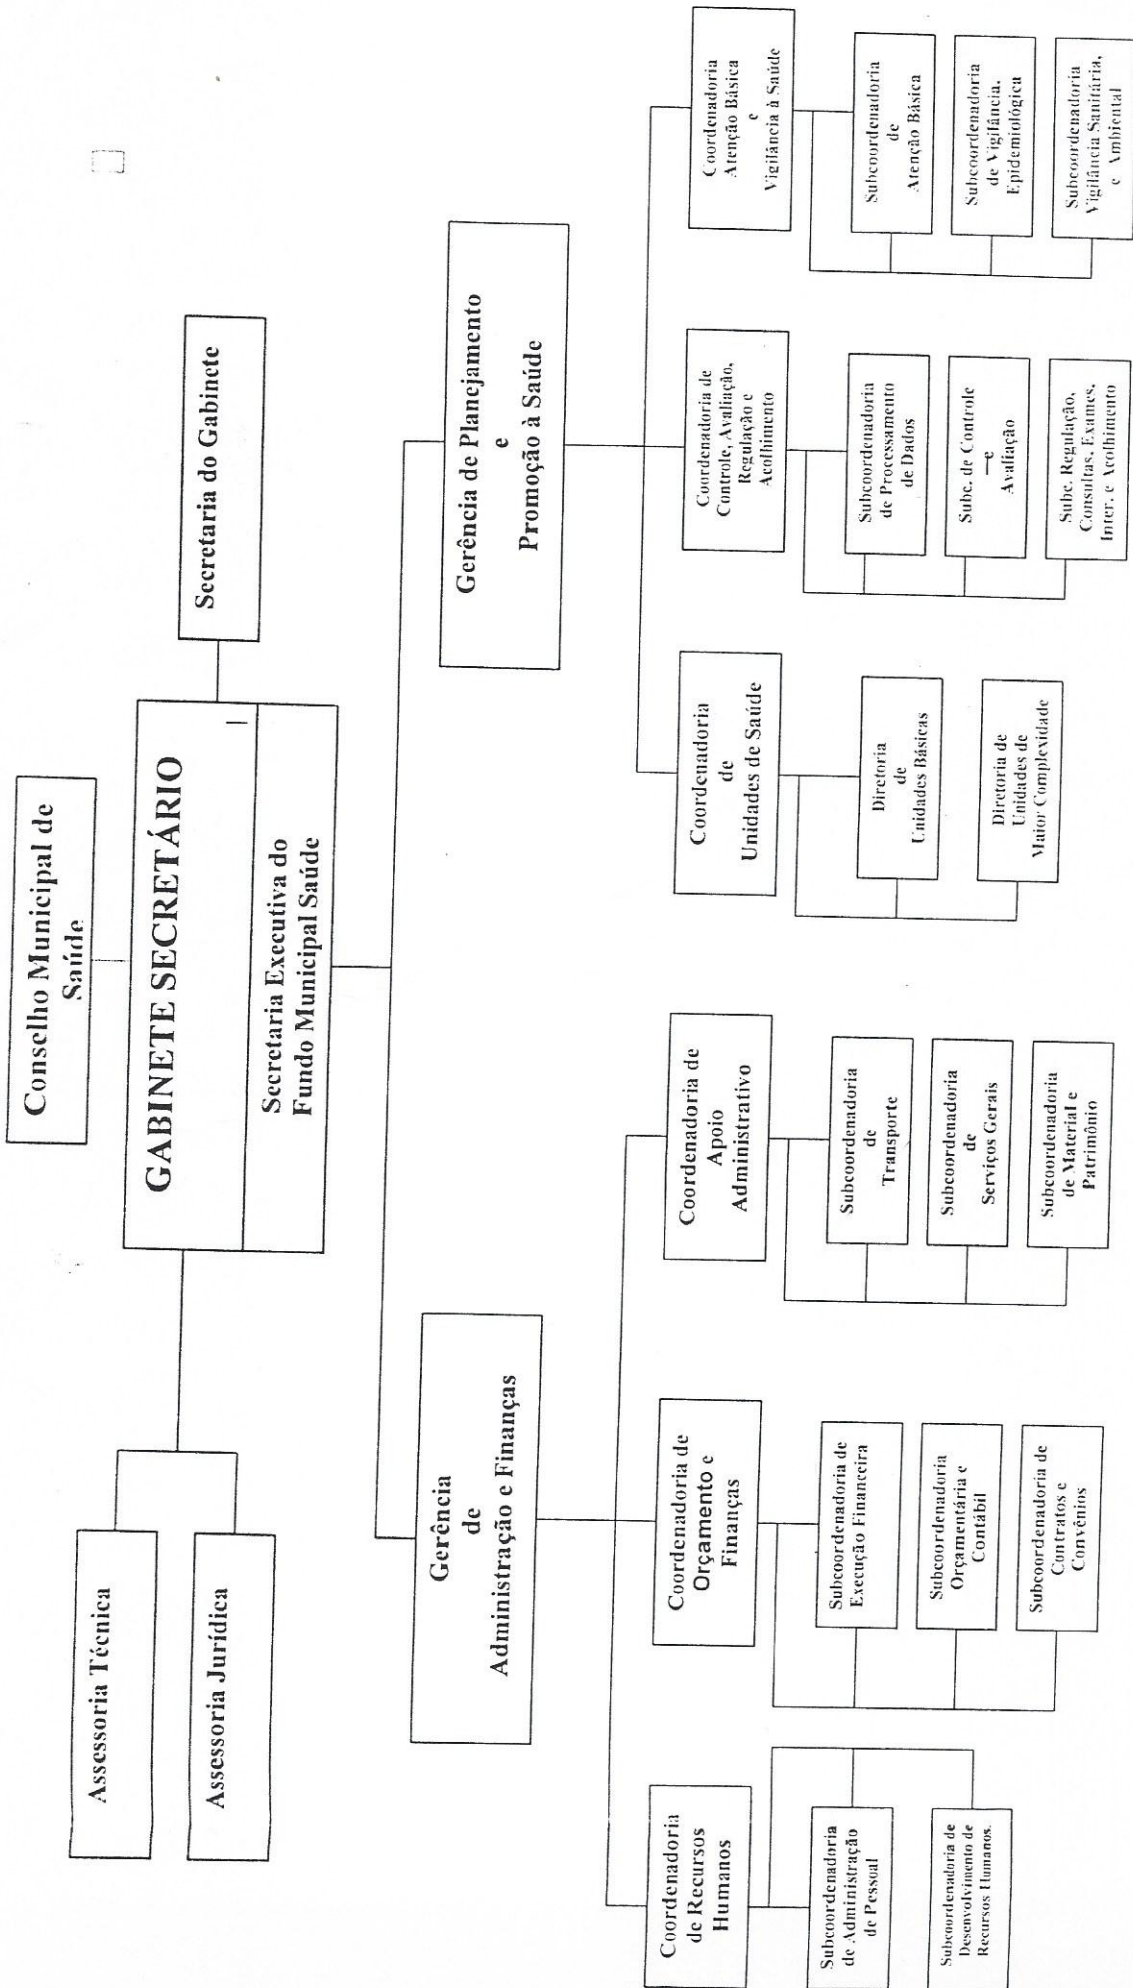 Conselho Municipal de
Saúde
GABINETE SECRETÁRIO
Secretaria Executiva do
Fundo Municipal Saúde
Secretaria do Gabinete
Assessoria Técnica
Assessoria Jurídica
Gerência
de
Administração e Finanças
Gerência de Planejamento
e
Promoção à Saúde
Coordenadoria
de Recursos
Humanos
Subcoordenadoria
de Administração
de Pessoal
Subcoordenadoria de
Desenvolvimento de
Recursos Humanos.
Coordenadoria de
Orçamento e
Finanças
Subcoordenadoria de
Execução Financeira
Subcoordenadoria
Orçamentária e
Contábil
Subcoordenadoria de
Contratos e
Convênios
Coordenadoria de
Apoio
Administrativo
Subcoordenadoria
de
Transporte
Subcoordenadoria
de
Serviços Gerais
Subcoordenadoria
de Material e
Patrimônio
Coordenadoria
de
Unidades de Saúde
Diretoria
de
Unidades Básicas
Diretoria de
Unidades de
Maior Complexidade
Coordenadoria de
Controle, Avaliação,
Regulação e
Acolhimento
Subcoordenadoria
de Processamento
de Dados
Subc. de Controle
—e
Avaliação
Subc. Regulação,
Consultas, Exames,
Inter. e Acolhimento
Coordenadoria
Atenção Básica
e
Vigilância à Saúde
Subcoordenadoria
de
Atenção Básica
Subcoordenadoria
de Vigilância.
Epidemiológica
Subcoordenadoria
Vigilância Sanitária,
e Ambiental